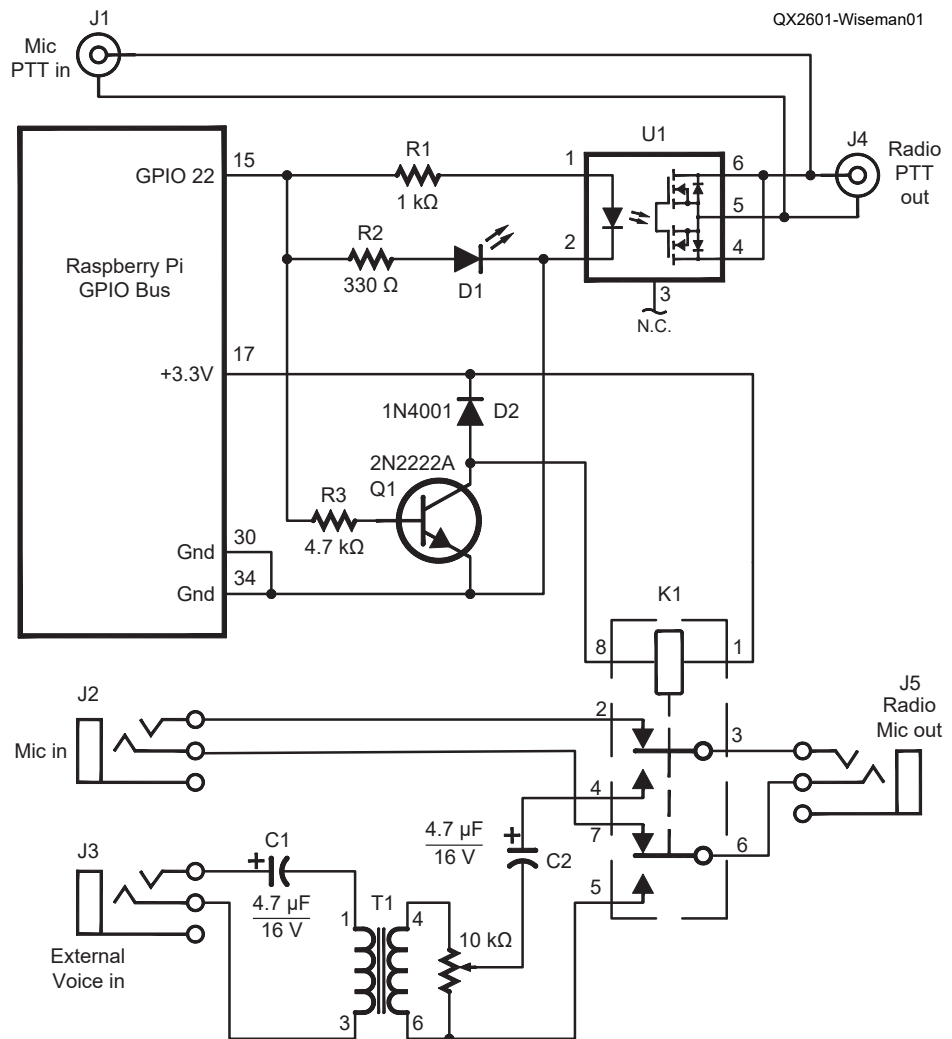 QX2601-Wiseman01
J1
Mic
PTT in
Raspberry Pi
GPIO Bus
GPIO 22
15
R1
1 kΩ
R2
330 Ω
D1
U1
1
2
3
N.C.
6
5
4
J4
Radio
PTT
out
+3.3V
17
1N4001
D2
2N2222A
Q1
R3
4.7 kΩ
Gnd
30
Gnd
34
K1
8
1
2
3
4
7
6
5
J2
Mic in
J5
Radio
Mic out
J3
External
Voice in
C1
+
4.7 µF
16 V
T1
1
3
4
6
10 kΩ
4.7 µF
16 V
+
C2